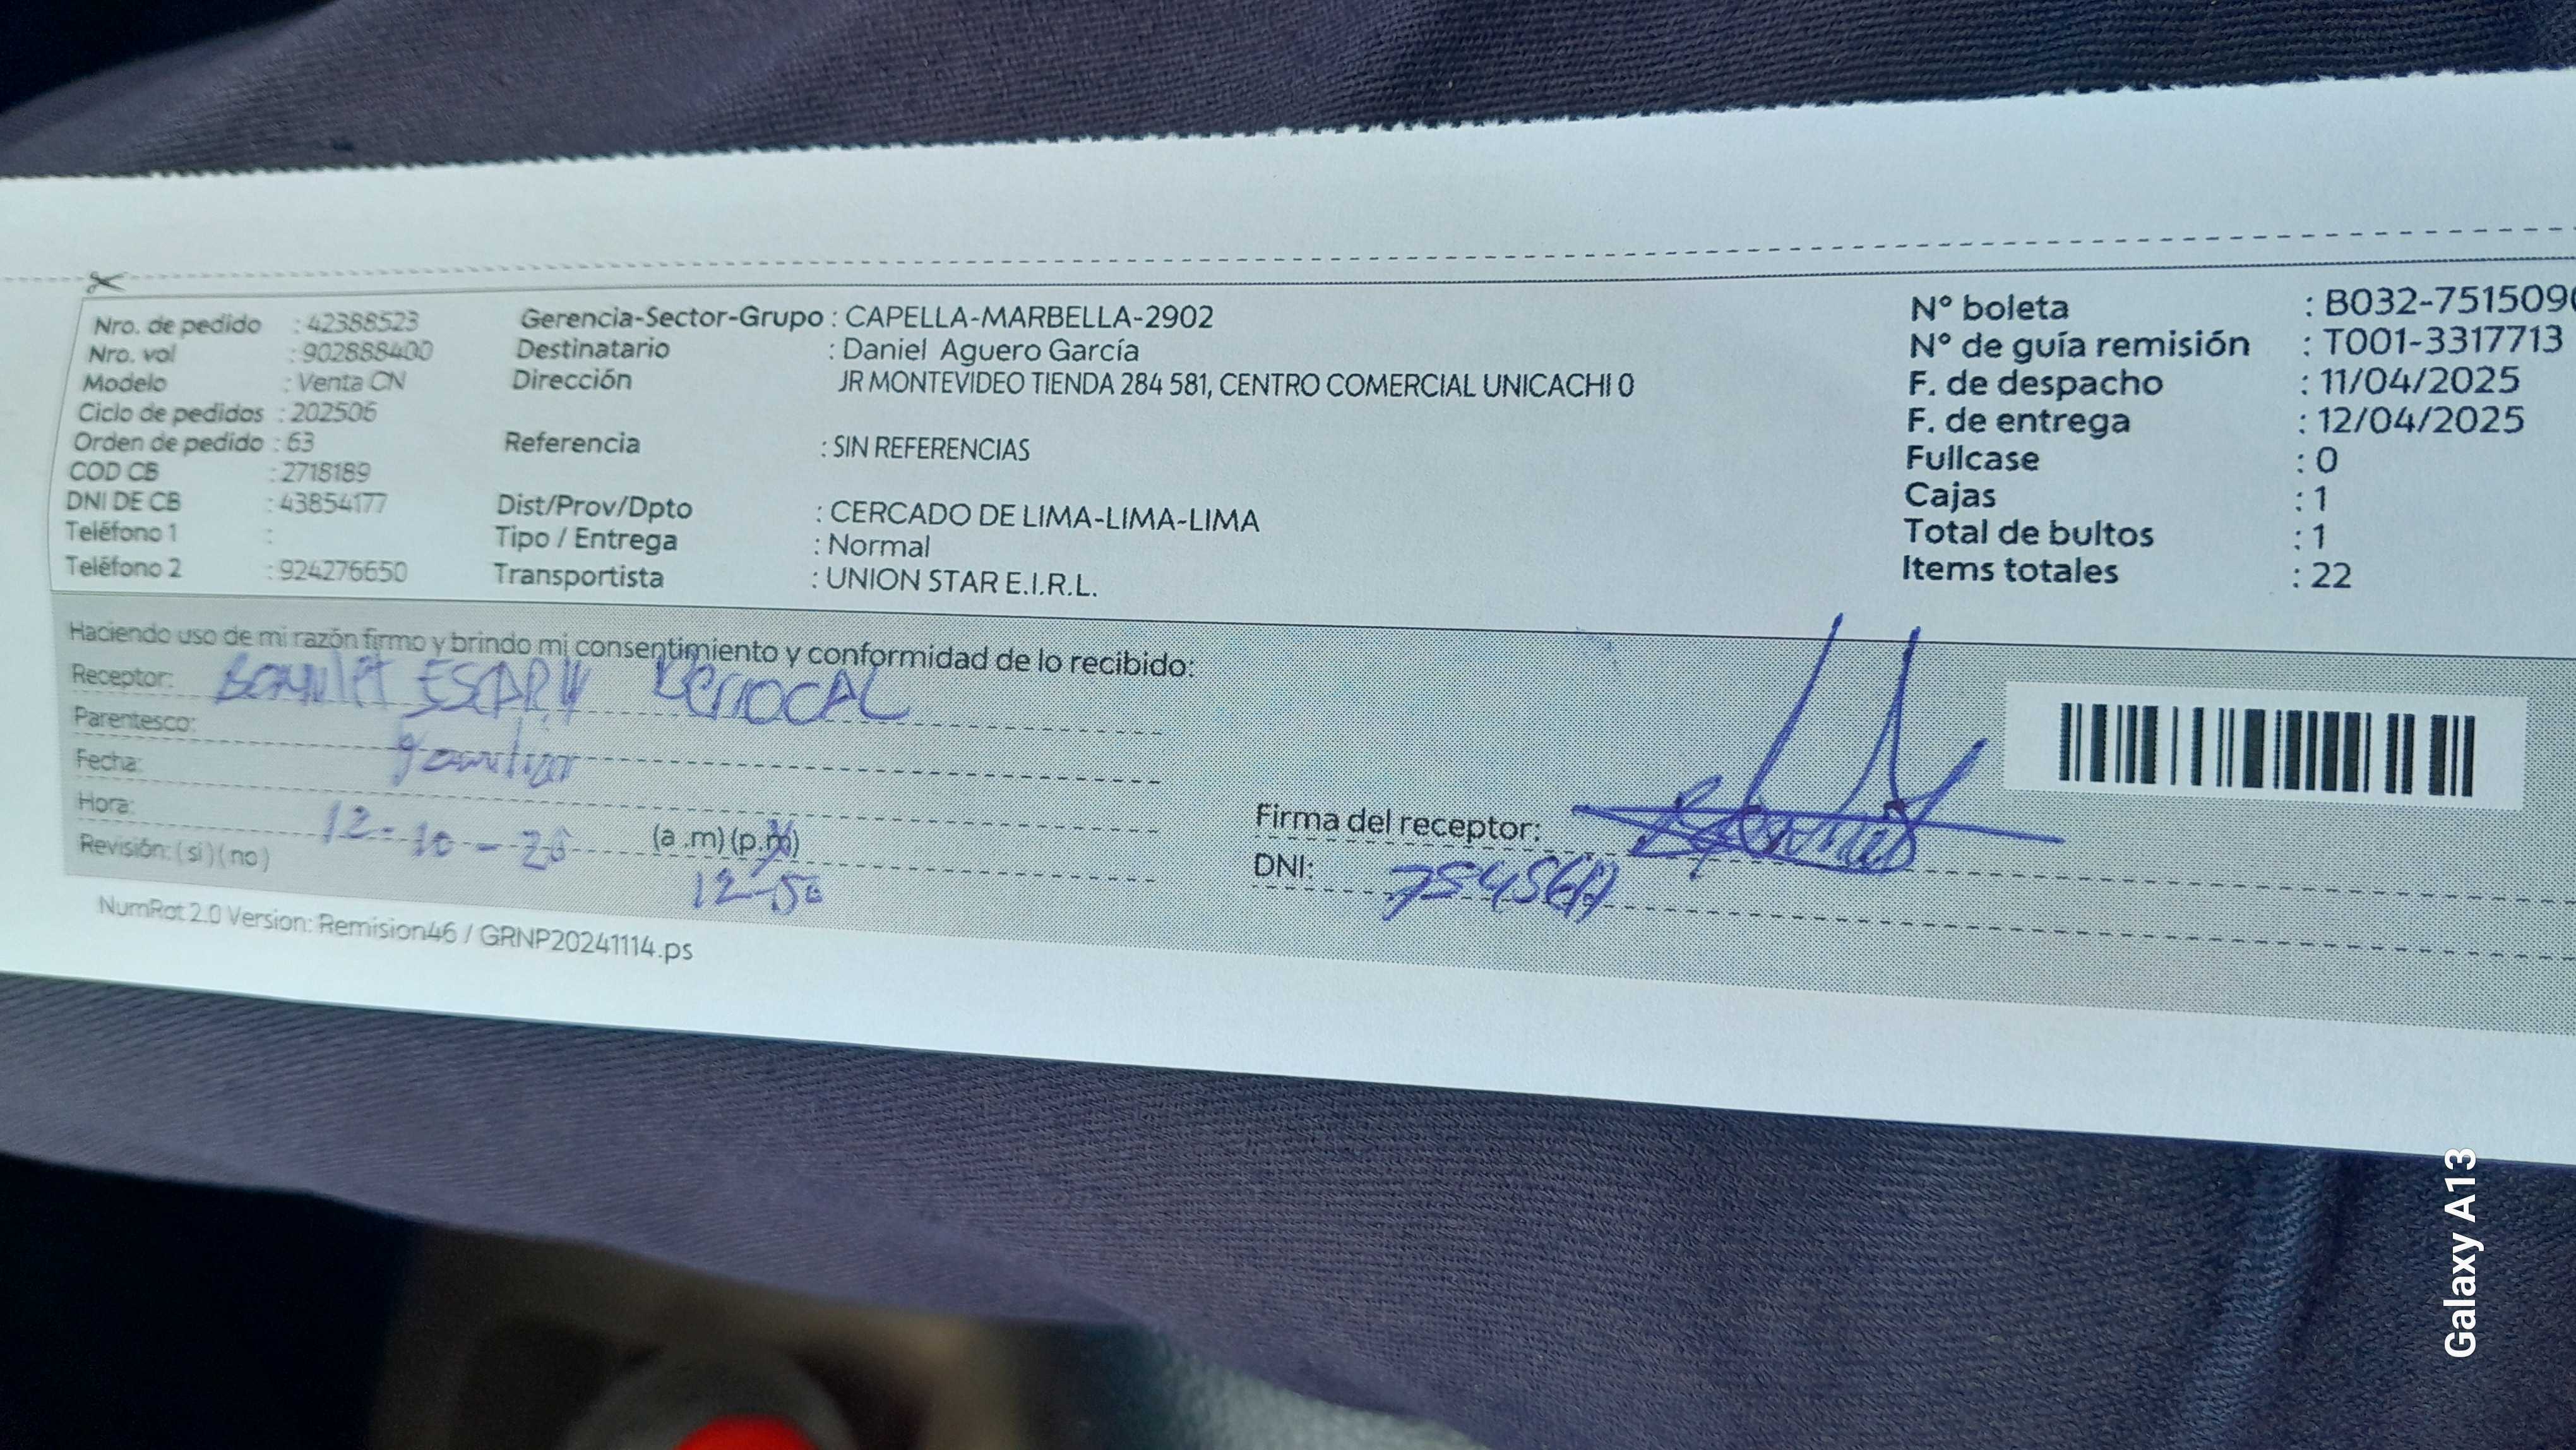 Nro. de pedido : 42388523
Nro. vol : 902888400
Modelo : Venta CN
Ciclo de pedidos : 202506
Orden de pedido : 63
COD CB : 2718189
DNI DE CB : 43854177
Teléfono 1 :
Teléfono 2 : 924276650
Gerencia-Sector-Grupo : CAPELLA-MARBELLA-2902
Destinatario : Daniel Aguero García
Dirección JR MONTEVIDEO TIENDA 284 581, CENTRO COMERCIAL UNICACHI 0
Referencia : SIN REFERENCIAS
Dist/Prov/Dpto : CERCADO DE LIMA-LIMA-LIMA
Tipo / Entrega : Normal
Transportista : UNION STAR E.I.R.L.
N° boleta : B032-751509
N° de guía remisión : T001-3317713
F. de despacho : 11/04/2025
F. de entrega : 12/04/2025
Fullcase : 0
Cajas : 1
Total de bultos : 1
Items totales : 22
Haciendo uso de mi razón firmo y brindo mi consentimiento y conformidad de lo recibido:
Receptor: Berrocal
Parentesco:
Fecha:
Hora: (a .m) (p.m)
Revisión: ( si ) ( no ) 12-50
Firma del receptor:
DNI:
NumRot 2.0 Version: Remision46 / GRNP20241114.ps
Galaxy A13